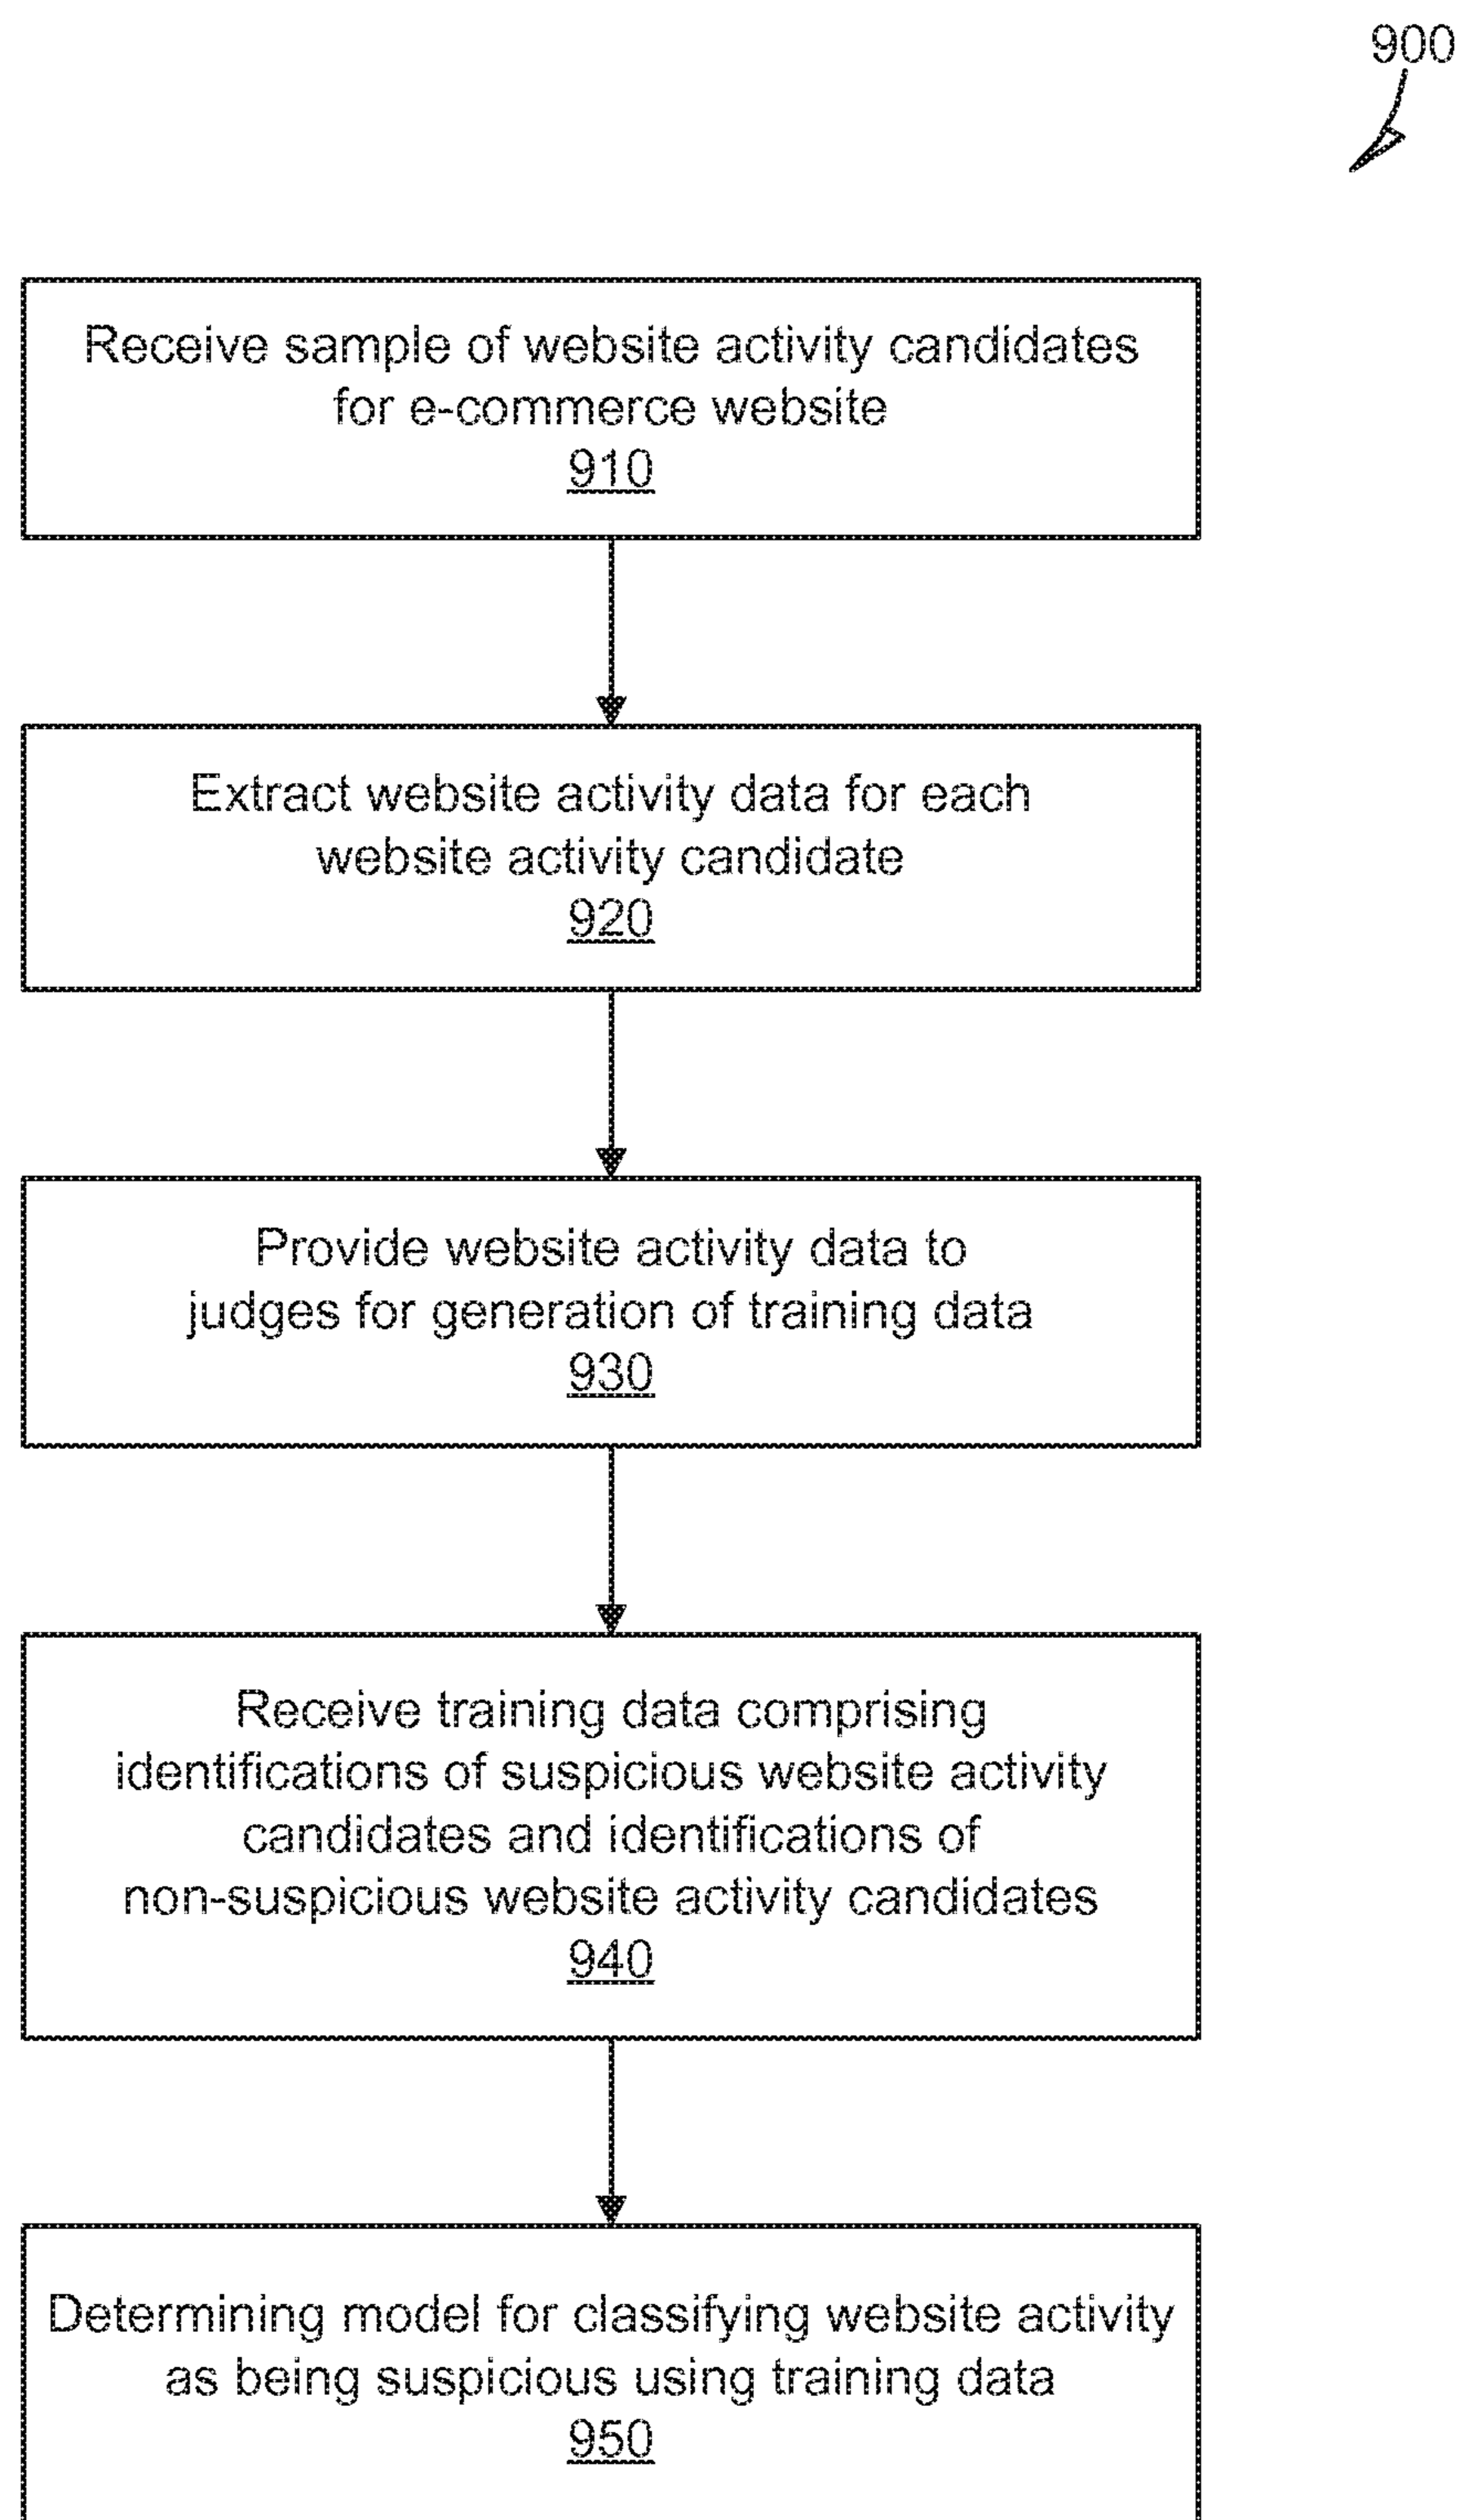 900
Receive sample of website activity candidates
for e-commerce website
910
Extract website activity data for each
website activity candidate
920
Provide website activity data to
judges for generation of training data
930
Receive training data comprising
identifications of suspicious website activity
candidates and identifications of
non-suspicious website activity candidates
940
Determining model for classifying website activity
as being suspicious using training data
950